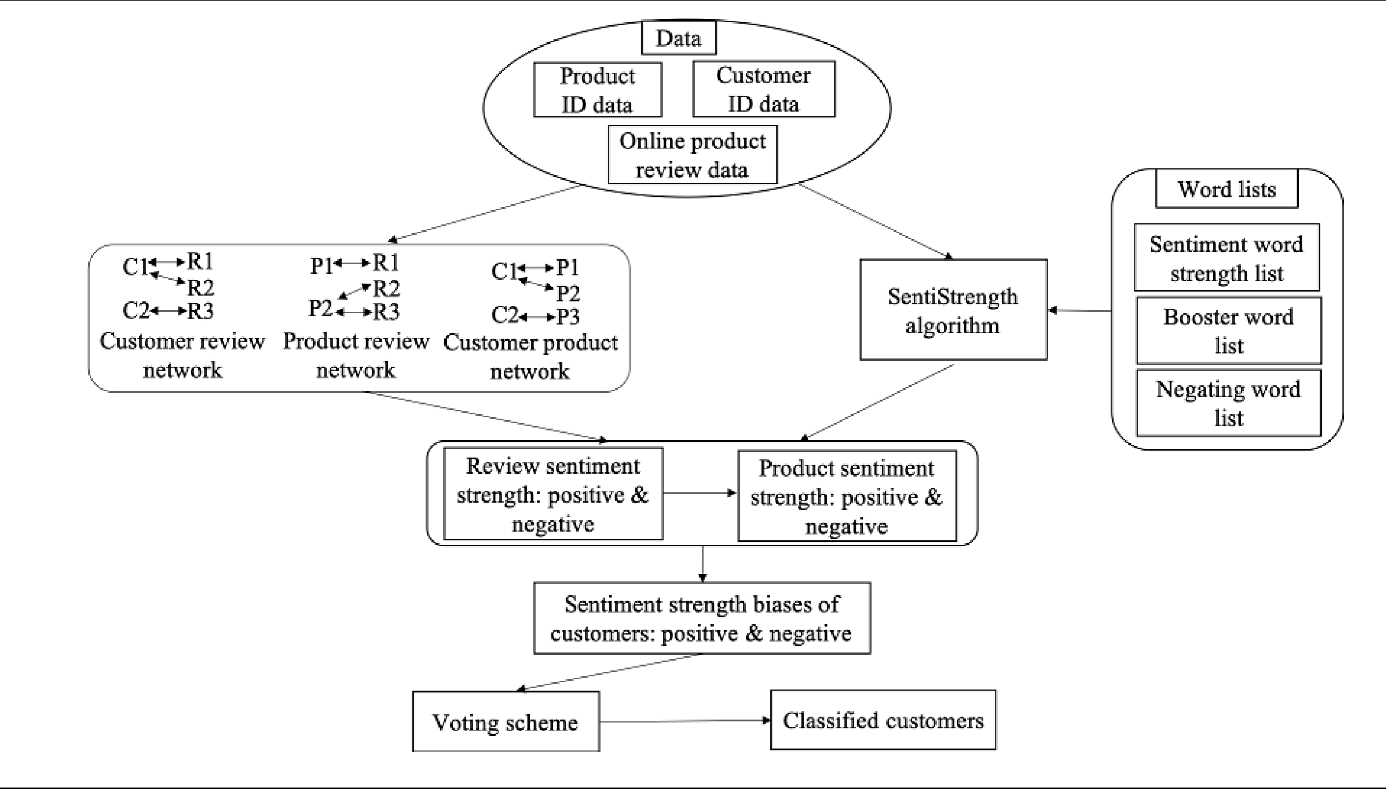 Data
Product
ID data
Customer
ID data
Online product
review data
Word lists
Sentiment word
strength list
Booster word
list
Negating word
list
C1 R1
R2
C2 R3
Customer review
network
P1 R1
R2
P2 R3
Product review
network
C1 P1
P2
C2 P3
Customer product
network
SentiStrength
algorithm
Review sentiment
strength: positive &
negative
Product sentiment
strength: positive &
negative
Sentiment strength biases of
customers: positive & negative
Voting scheme
Classified customers